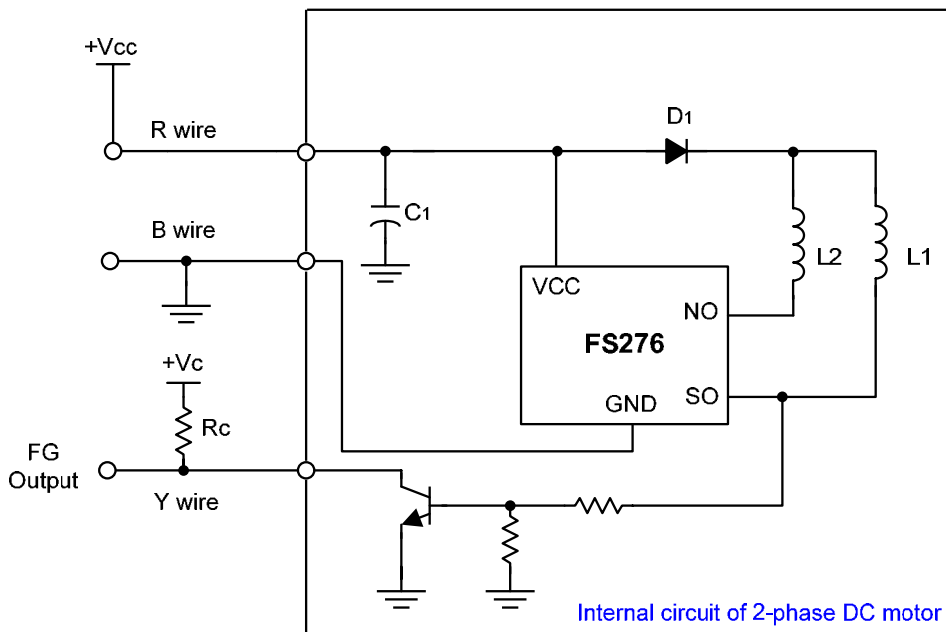 +Vcc
R wire
D1
C1
B wire
L2
L1
VCC
NO
FS276
SO
GND
+Vc
Rc
FG
Output
Y wire
Internal circuit of 2-phase DC motor